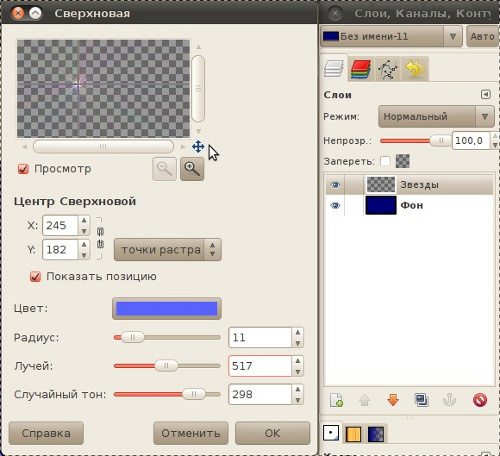 Сверхновая
Слои, Каналы, Конту
Без имени-11
Авто
Слои
Режим: Нормальный
Непрозр.: 100,0
Запереть:
Звезды
Фон
Просмотр
Центр Сверхновой
X: 245
Y: 182
точки растра
Показать позицию
Цвет:
Радиус: 11
Лучей: 517
Случайный тон: 298
Справка
Отменить
OK